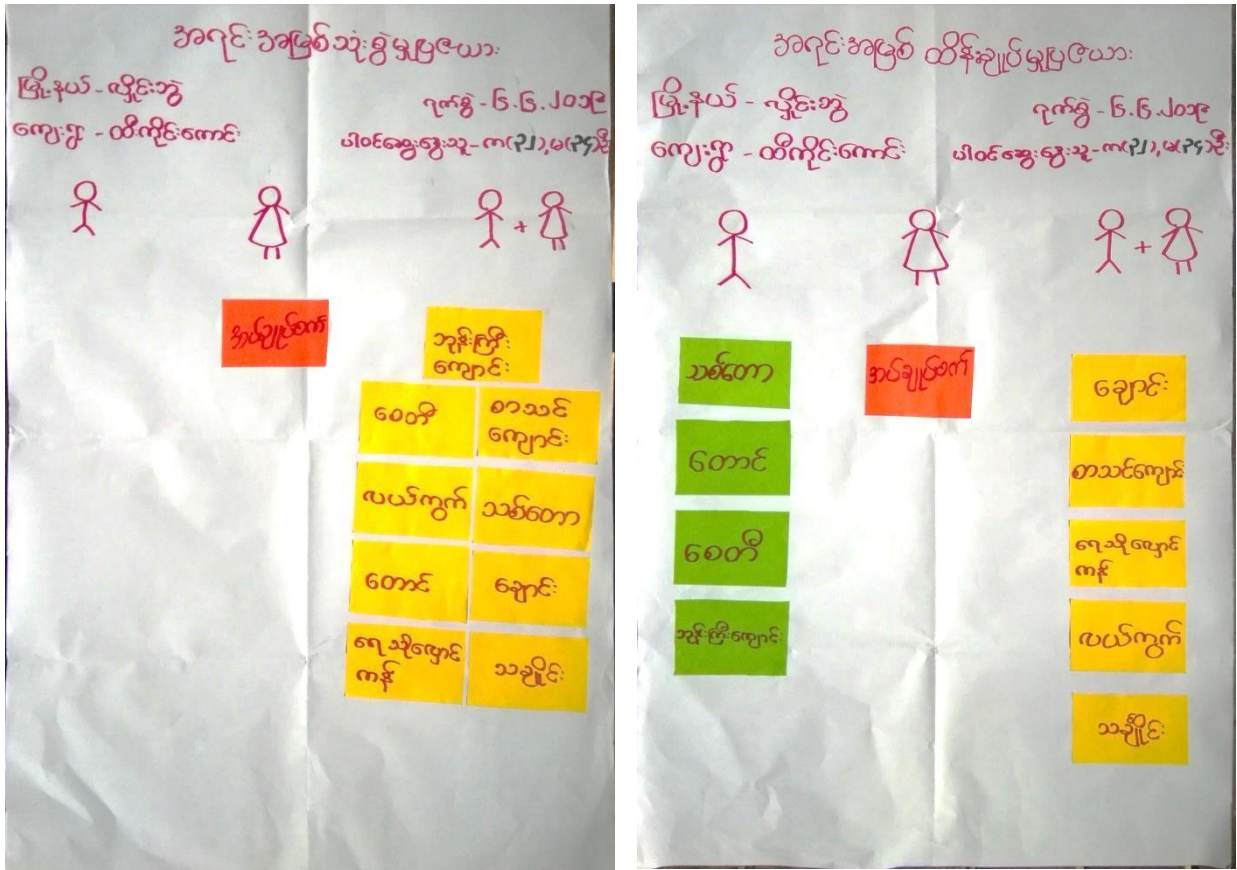 အရင်းအမြစ်သုံးစွဲမှုပြဇယား
မြို့နယ် - လှိုင်းဘွဲ
ရက်စွဲ - ၆.၆.၂၀၁၉
ကျေးရွာ - ထီကိုင်ကောင်း
ပါဝင်ဆွေးနွေးသူ - က(၃၂), မ(၃၄)ဦး
+
အပ်ချုပ်စက်
ဘုန်းကြီး
ကျောင်း
စေတီ
စာသင်
ကျောင်း
လယ်ကွက်
သစ်တော
တောင်
ချောင်း
ရေသိုလှောင်
ကန်
သချိုင်း
အရင်းအမြစ် ထိန်းချုပ်မှုပြဇယား
မြို့နယ် - လှိုင်းဘွဲ
ရက်စွဲ - ၆.၆.၂၀၁၉
ကျေးရွာ - ထီကိုင်ကောင်း
ပါဝင်ဆွေးနွေးသူ - က(၃၂), မ(၃၄)ဦး
+
သစ်တော
တောင်
စေတီ
ဘုန်းကြီးကျောင်း
အပ်ချုပ်စက်
ချောင်း
စာသင်ကျောင်း
ရေသိုလှောင်
ကန်
လယ်ကွက်
သချိုင်း